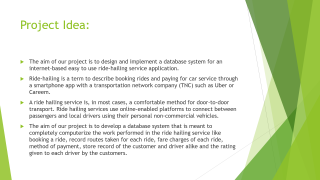 Project Idea:
The aim of our project is to design and implement a database system for an
internet-based easy to use ride-hailing service application.
Ride-hailing is a term to describe booking rides and paying for car service through
a smartphone app with a transportation network company (TNC) such as Uber or
Careem.
A ride hailing service is, in most cases, a comfortable method for door-to-door
transport. Ride hailing services use online-enabled platforms to connect between
passengers and local drivers using their personal non-commercial vehicles.
The aim of our project is to develop a database system that is meant to
completely computerize the work performed in the ride hailing service like
booking a ride, record routes taken for each ride, fare charges of each ride,
method of payment, store record of the customer and driver alike and the rating
given to each driver by the customers.